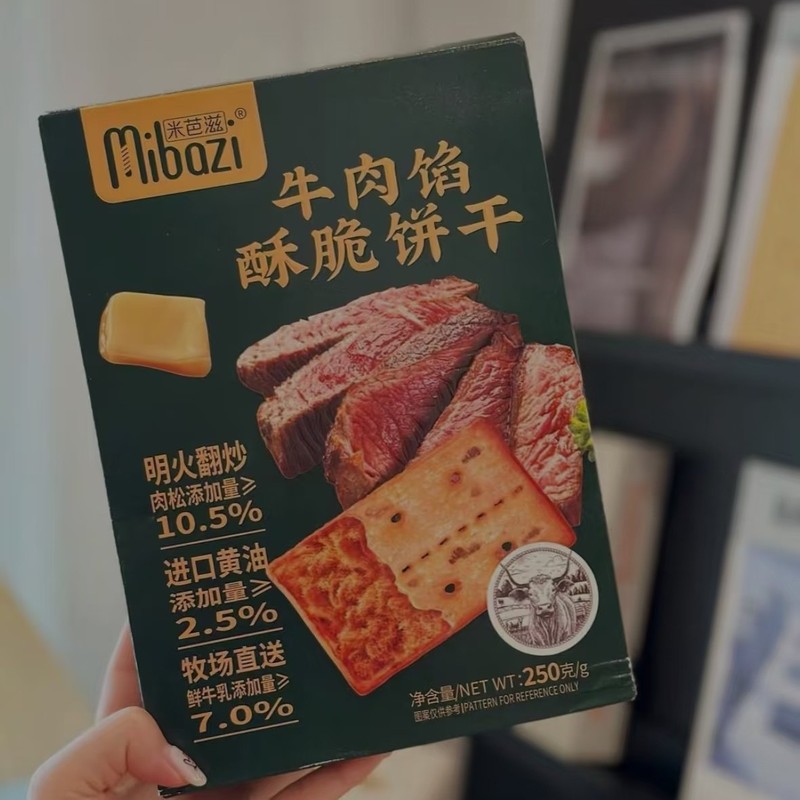 米芭滋®
Mibazi
牛肉馅
酥脆饼干
明火翻炒
肉松添加量≥
10.5%
进口黄油
添加量≥
2.5%
牧场直送
鲜牛乳添加量≥
7.0%
净含量/NET WT:250克/g
图案仅供参考|PATTERN FOR REFERENCE ONLY